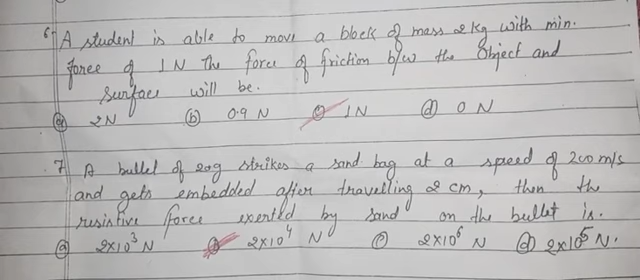 6 A student is able to move a block of mass 2 Kg with min.
force of 1N The force of friction b/w the Object and
surface will be.
(a) 2N (b) 0.9 N (c) 1N (d) 0 N
7 A bullet of 20g strikes a sand bag at a speed of 200 m/s
and gets embedded after travelling 2 cm, then the
resistive force exerted by sand on the bullet is.
(a) 2×10³ N (b) 2×10⁴ N (c) 2×10⁶ N (d) 2×10⁵ N.